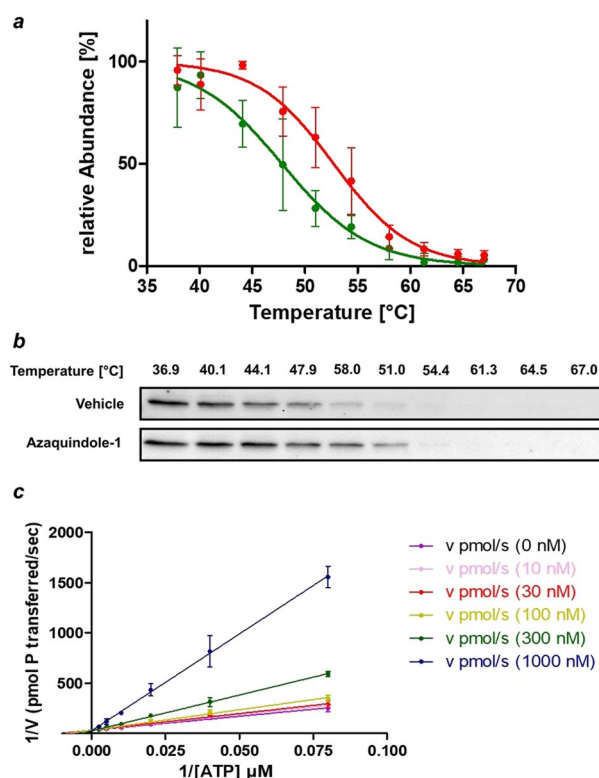 a
relative Abundance [%]
100
50
0
35 40 45 50 55 60 65 70
Temperature [°C]
b
Temperature [°C] 36.9 40.1 44.1 47.9 58.0 51.0 54.4 61.3 64.5 67.0
Vehicle
Azaquindole-1
c
1/V (pmol P transferred/sec)
2000
1500
1000
500
0.000 0.025 0.050 0.075 0.100
1/[ATP] µM
v pmol/s (0 nM)
v pmol/s (10 nM)
v pmol/s (30 nM)
v pmol/s (100 nM)
v pmol/s (300 nM)
v pmol/s (1000 nM)